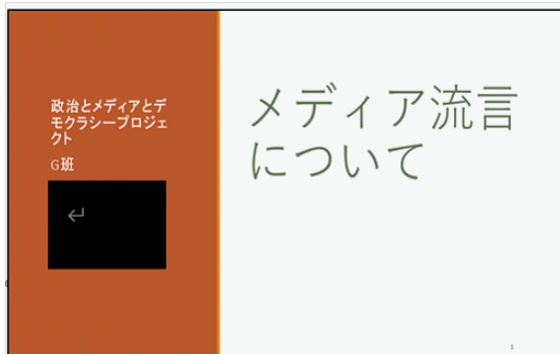 政治とメディアとデ
モクラシープロジェ
クト
G班
メディア流言
について
1